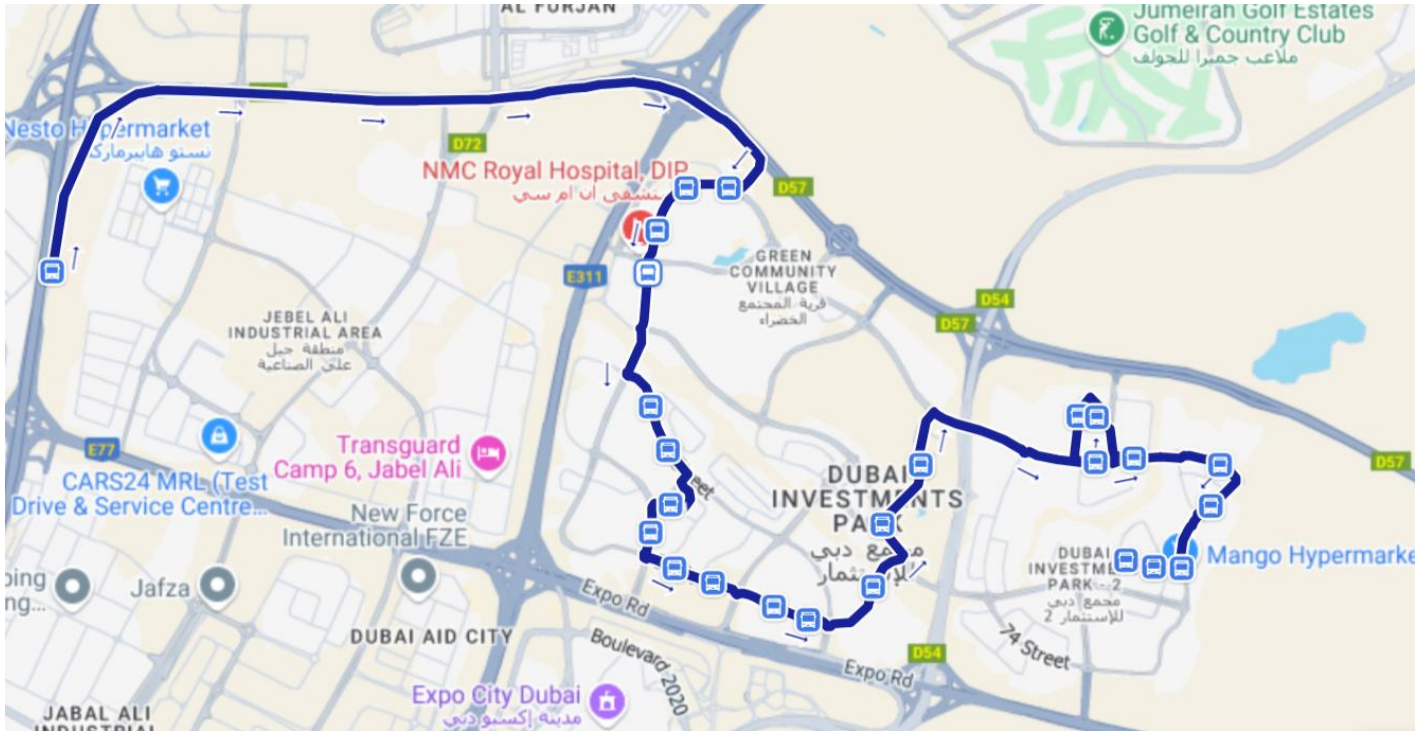 AL FURJAN
Jumeirah Golf Estates
Golf & Country Club
ملاعب جميرا للجولف
Nesto Hypermarket
نستو هايبرماركت
D72
NMC Royal Hospital, DIP
مستشفى ان ام سي
D57
E311
GREEN
COMMUNITY
VILLAGE
قرية المجتمع
الخضراء
D54
D57
JEBEL ALI
INDUSTRIAL AREA
منطقة جبل
علي الصناعية
E77
CARS24 MRL (Test
Drive & Service Centre...
Transguard
Camp 6, Jabel Ali
New Force
International FZE
DUBAI
INVESTMENTS
PARK
مجمع دبي
للإستثمار
D57
Mango Hypermarke
DUBAI
INVESTMENT
PARK - 2
مجمع دبي
للإستثمار 2
Jafza
DUBAI AID CITY
Expo Rd
Boulevard 2020
Expo Rd
D54
74 Street
Expo City Dubai
مدينة إكسبو دبي
JABAL ALI
INDUSTRIAL